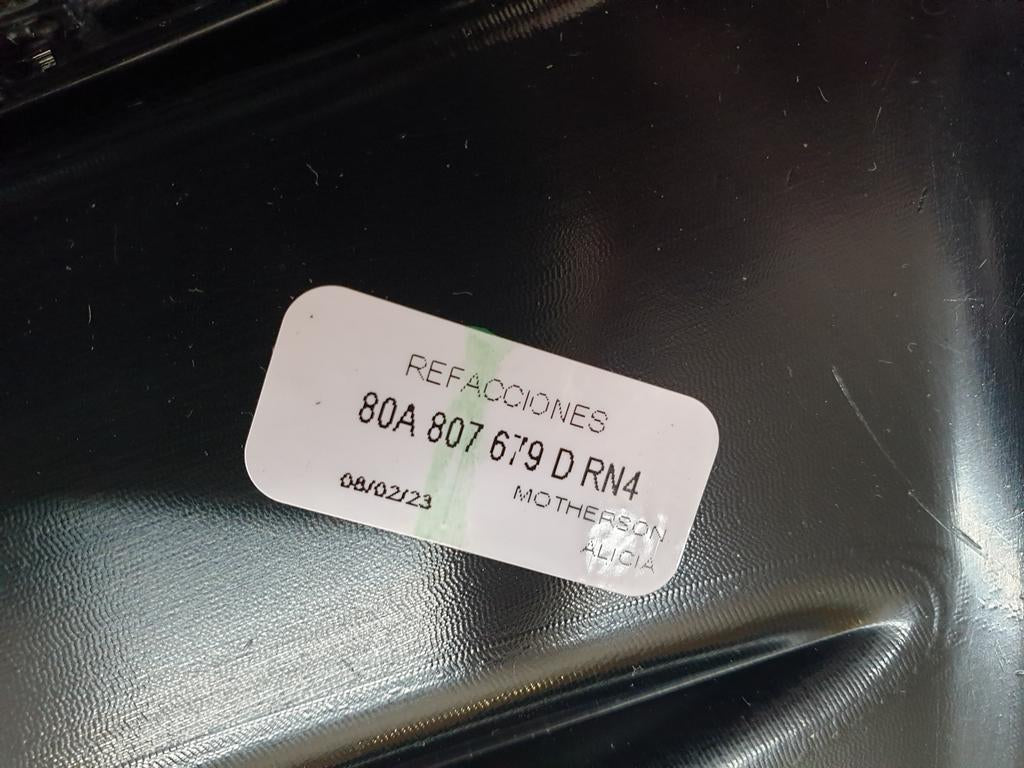 REFACCIONES
80A 807 679 D RN4
08/02/23
MOTHERSON
ALICIA